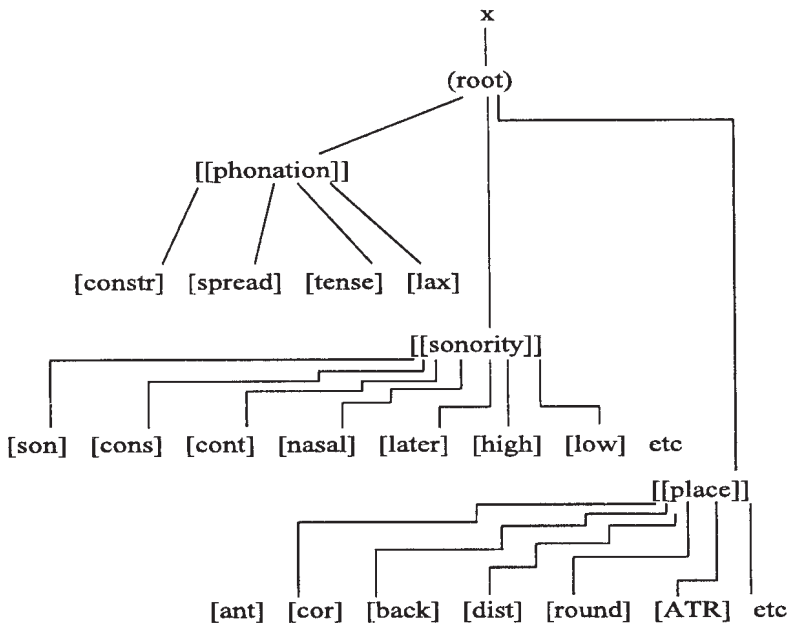 x
(root)
[[phonation]]
[constr] [spread] [tense] [lax]
[[sonority]]
[son] [cons] [cont] [nasal] [later] [high] [low] etc
[[place]]
[ant] [cor] [back] [dist] [round] [ATR] etc